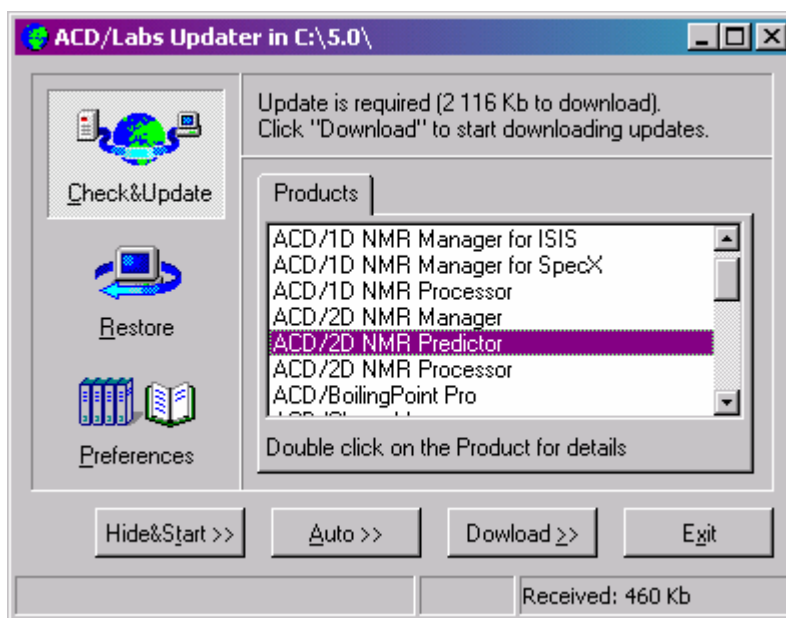 ACD/Labs Updater in C:\5.0\
Update is required (2 116 Kb to download).
Click "Download" to start downloading updates.
Check&Update
Restore
Preferences
Products
ACD/1D NMR Manager for ISIS
ACD/1D NMR Manager for SpecX
ACD/1D NMR Processor
ACD/2D NMR Manager
ACD/2D NMR Predictor
ACD/2D NMR Processor
ACD/BoilingPoint Pro
Double click on the Product for details
Hide&Start >>
Auto >>
Dowload >>
Exit
Received: 460 Kb